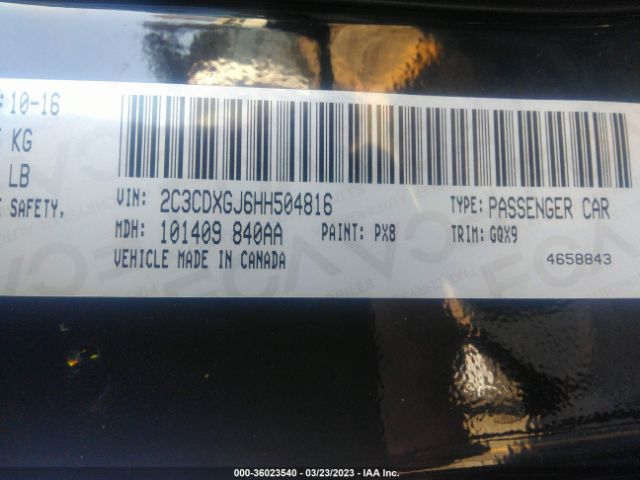 : 10-16
KG
LB
E SAFETY,
VIN: 2C3CDXGJ6HH504816 TYPE: PASSENGER CAR
MDH: 101409 840AA PAINT: PX8 TRIM: GQX9
VEHICLE MADE IN CANADA 4658843
000-36023540 - 03/23/2023 - IAA Inc.